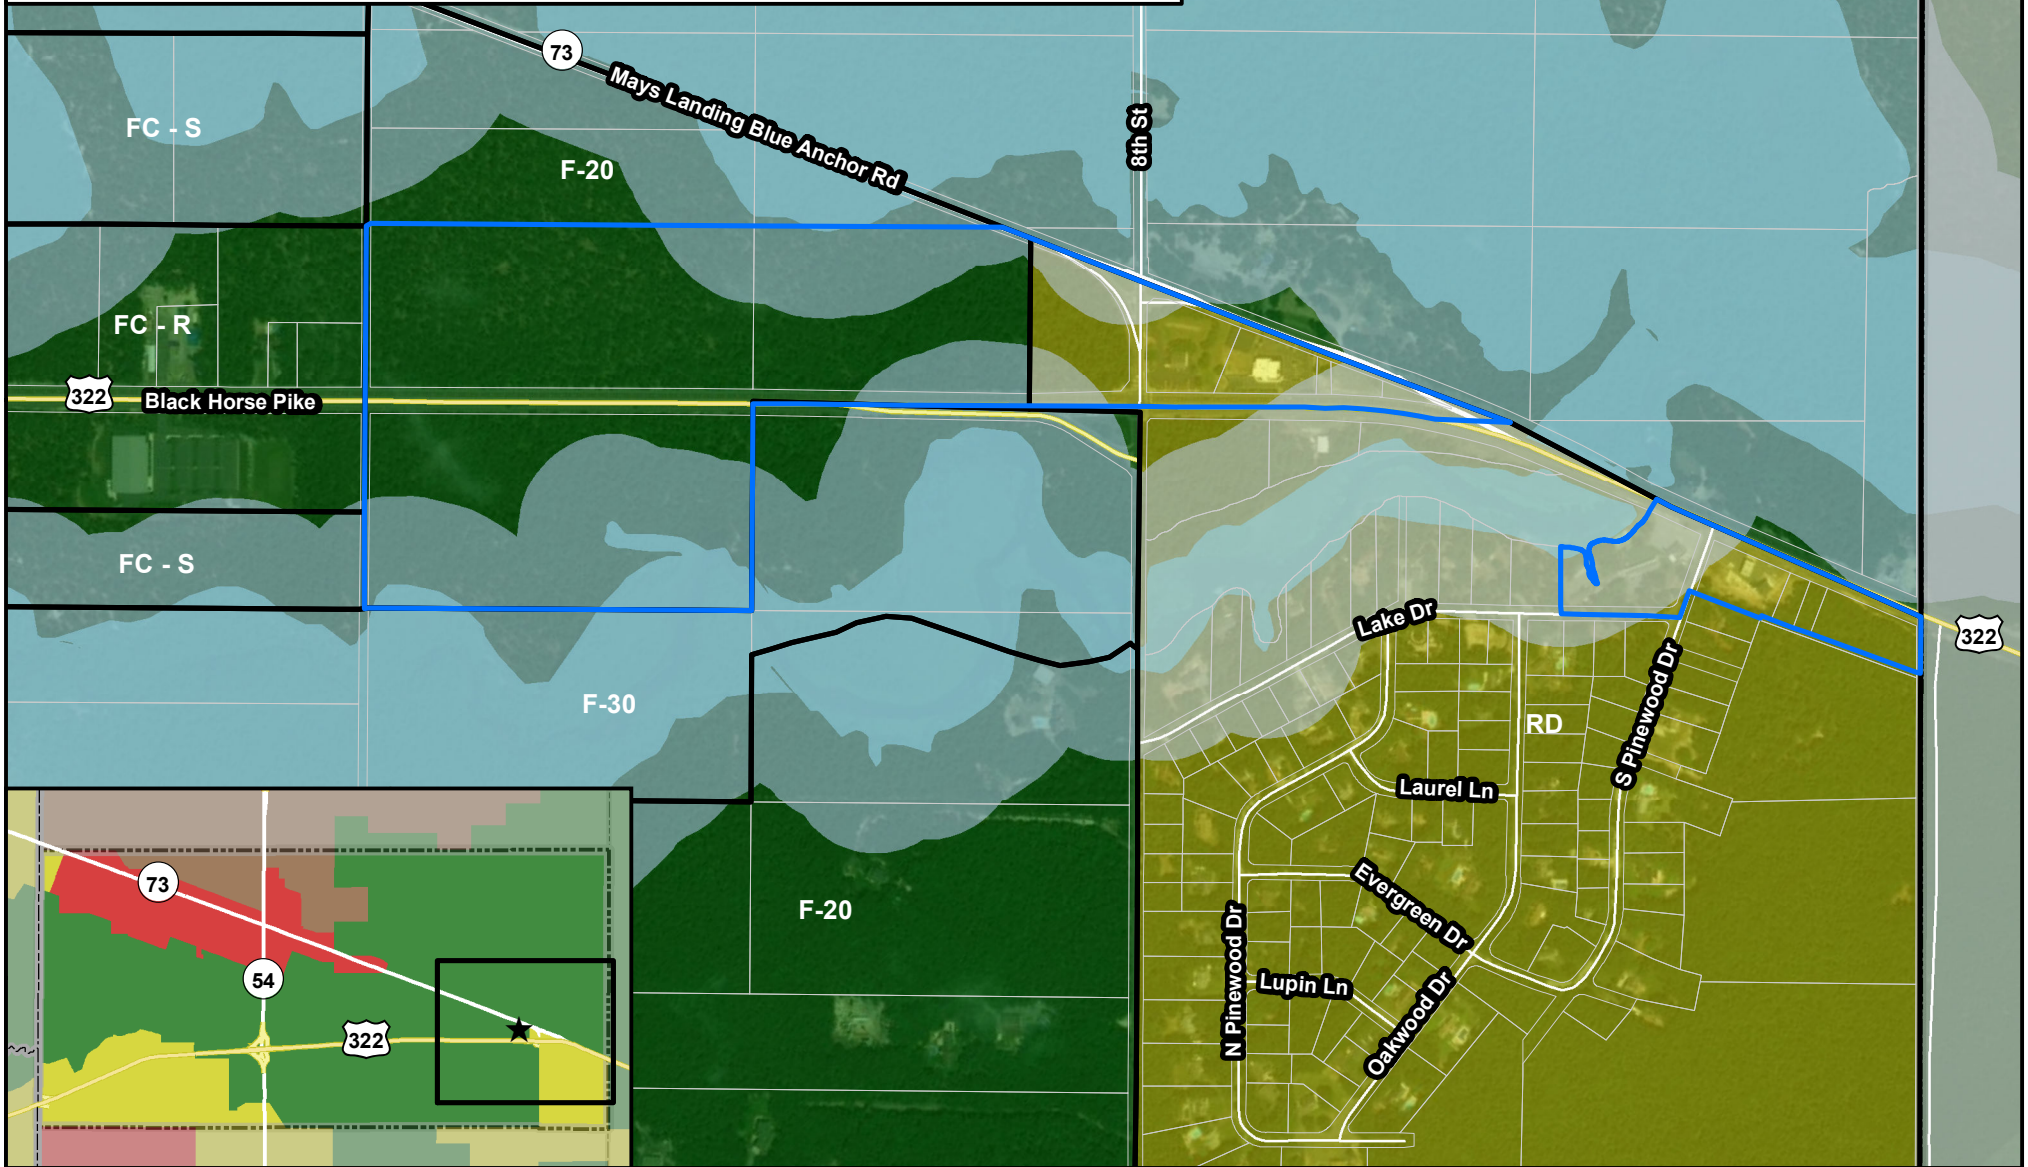 73
Mays Landing Blue Anchor Rd
8th St
FC - S
F-20
FC - R
322
Black Horse Pike
FC - S
Lake Dr
322
F-30
RD
S Pinewood Dr
Laurel Ln
Evergreen Dr
F-20
N Pinewood Dr
Lupin Ln
Oakwood Dr
73
54
322